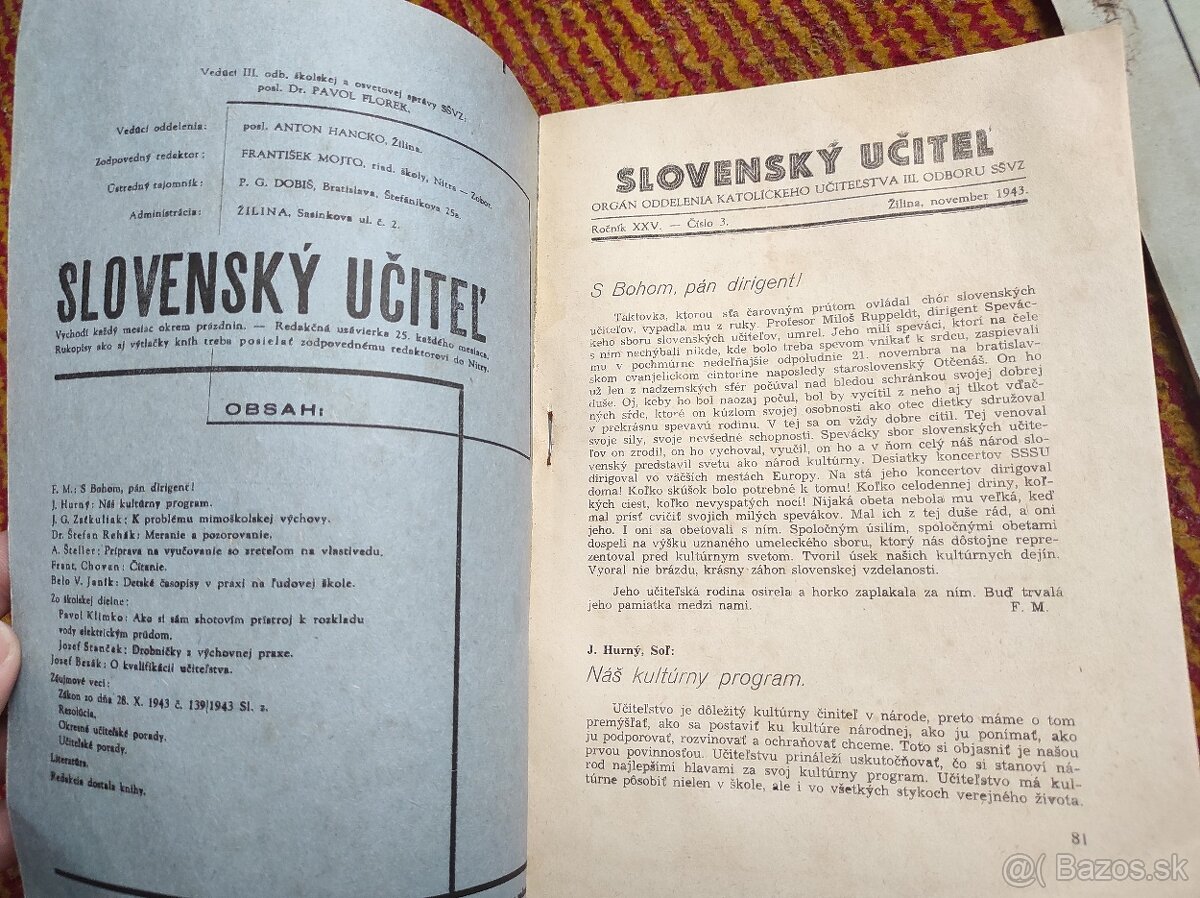 Vedúci III. odb. školskej a osvetovej správy SŠVZ:
posl. Dr. PAVOL FLOREK.
Vedúci oddelenia: posl. ANTON HANCKO, Žilina.
Zodpovedný redaktor: FRANTIŠEK MOJTO, riad. školy, Nitra — Zobor.
Ústredný tajomník: P. G. DOBIŠ, Bratislava, Štefánikova 25a.
Administrácia: ŽILINA, Sasinkova ul. č. 2.
SLOVENSKÝ UČITEĽ
Vychodí každý mesiac okrem prázdnin. — Redakčná uzávierka 25. každého mesiaca.
Rukopisy ako aj výtlačky kníh treba posielať zodpovednému redaktorovi do Nitry.
OBSAH:
F. M.: S Bohom, pán dirigent!
J. Hurný: Náš kultúrny program.
J. G. Zatkuliak: K problému mimoškolskej výchovy.
Dr. Štefan Rehák: Meranie a pozorovanie.
A. Šteller: Príprava na vyučovanie so zreteľom na vlastivedu.
Frant. Chovan: Čítanie.
Belo V. Janík: Detské časopisy v praxi na ľudovej škole.
Zo školskej dielne:
Pavol Klimko: Ako si sám zhotovím prístroj k rozkladu
vody elektrickým prúdom.
Jozef Stanček: Drobničky z výchovnej praxe.
Jozef Bezák: O kvalifikácii učiteľstva.
Záujmové veci:
Zákon zo dňa 28. X. 1943 č. 139/1943 Sl. z.
Rezolúcia.
Okresné učiteľské porady.
Učiteľské porady.
Literatúra.
Redakcia dostala knihy.
SLOVENSKÝ UČITEĽ
ORGÁN ODDELENIA KATOLÍCKEHO UČITEĽSTVA III. ODBORU SŠVZ
Ročník XXV. — Číslo 3. Žilina, november 1943.
S Bohom, pán dirigent!
Taktovka, ktorou sťa čarovným prútom ovládal chór slovenských
učiteľov, vypadla mu z ruky. Profesor Miloš Ruppeldt, dirigent Spevác-
keho sboru slovenských učiteľov, umrel. Jeho milí speváci, ktorí na čele
s ním nechýbali nikde, kde bolo treba spevom vnikať k srdcu, zaspievali
mu v pochmúrne nedeľňajšie odpoludnie 21. novembra na bratislav-
skom evanjelickom cintoríne naposledy staroslovenský Otčenáš. On ho
už len z nadzemských sfér počúval nad bledou schránkou svojej dobrej
duše. Oj, keby ho bol naozaj počul, bol by vycítil z neho aj tlkot vďač-
ných sŕdc, ktoré on kúzlom svojej osobnosti ako otec dietky sdružoval
v prekrásnu spevavú rodinu. V tej sa on vždy dobre cítil. Tej venoval
svoje sily, svoje nevšedné schopnosti. Spevácky sbor slovenských učite-
ľov on zrodil, on ho vychoval, vyučil, on ho a v ňom celý náš národ slo-
venský predstavil svetu ako národ kultúrny. Desiatky koncertov SSSU
dirigoval vo väčších mestách Europy. Na stá jeho koncertov dirigoval
doma! Koľko skúšok bolo potrebné k tomu! Koľko celodennej driny, koľ-
kých ciest, koľko nevyspatých nocí! Nijaká obeta nebola mu veľká, keď
mal prísť cvičiť svojich milých spevákov. Mal ich z tej duše rád, a oni
jeho. I oni sa obetovali s ním. Spoločným úsilím, spoločnými obetami
dospeli na výšku uznaného umeleckého sboru, ktorý nás dôstojne repre-
zentoval pred kultúrnym svetom. Tvoril úsek našich kultúrnych dejín.
Vyoral nie brázdu, krásny záhon slovenskej vzdelanosti.
Jeho učiteľská rodina osirela a horko zaplakala za ním. Buď trvalá
jeho pamiatka medzi nami. F. M.
J. Hurný, Soľ:
Náš kultúrny program.
Učiteľstvo je dôležitý kultúrny činiteľ v národe, preto máme o tom
premýšľať, ako sa postaviť ku kultúre národnej, ako ju ponímať, ako
ju podporovať, rozvinovať a ochraňovať chceme. Toto si objasniť je našou
prvou povinnosťou. Učiteľstvu prináleží uskutočňovať, čo si stanoví ná-
rod najlepšími hlavami za svoj kultúrny program. Učiteľstvo má kul-
túrne pôsobiť nielen v škole, ale i vo všetkých stykoch verejného života.
81
Bazos.sk